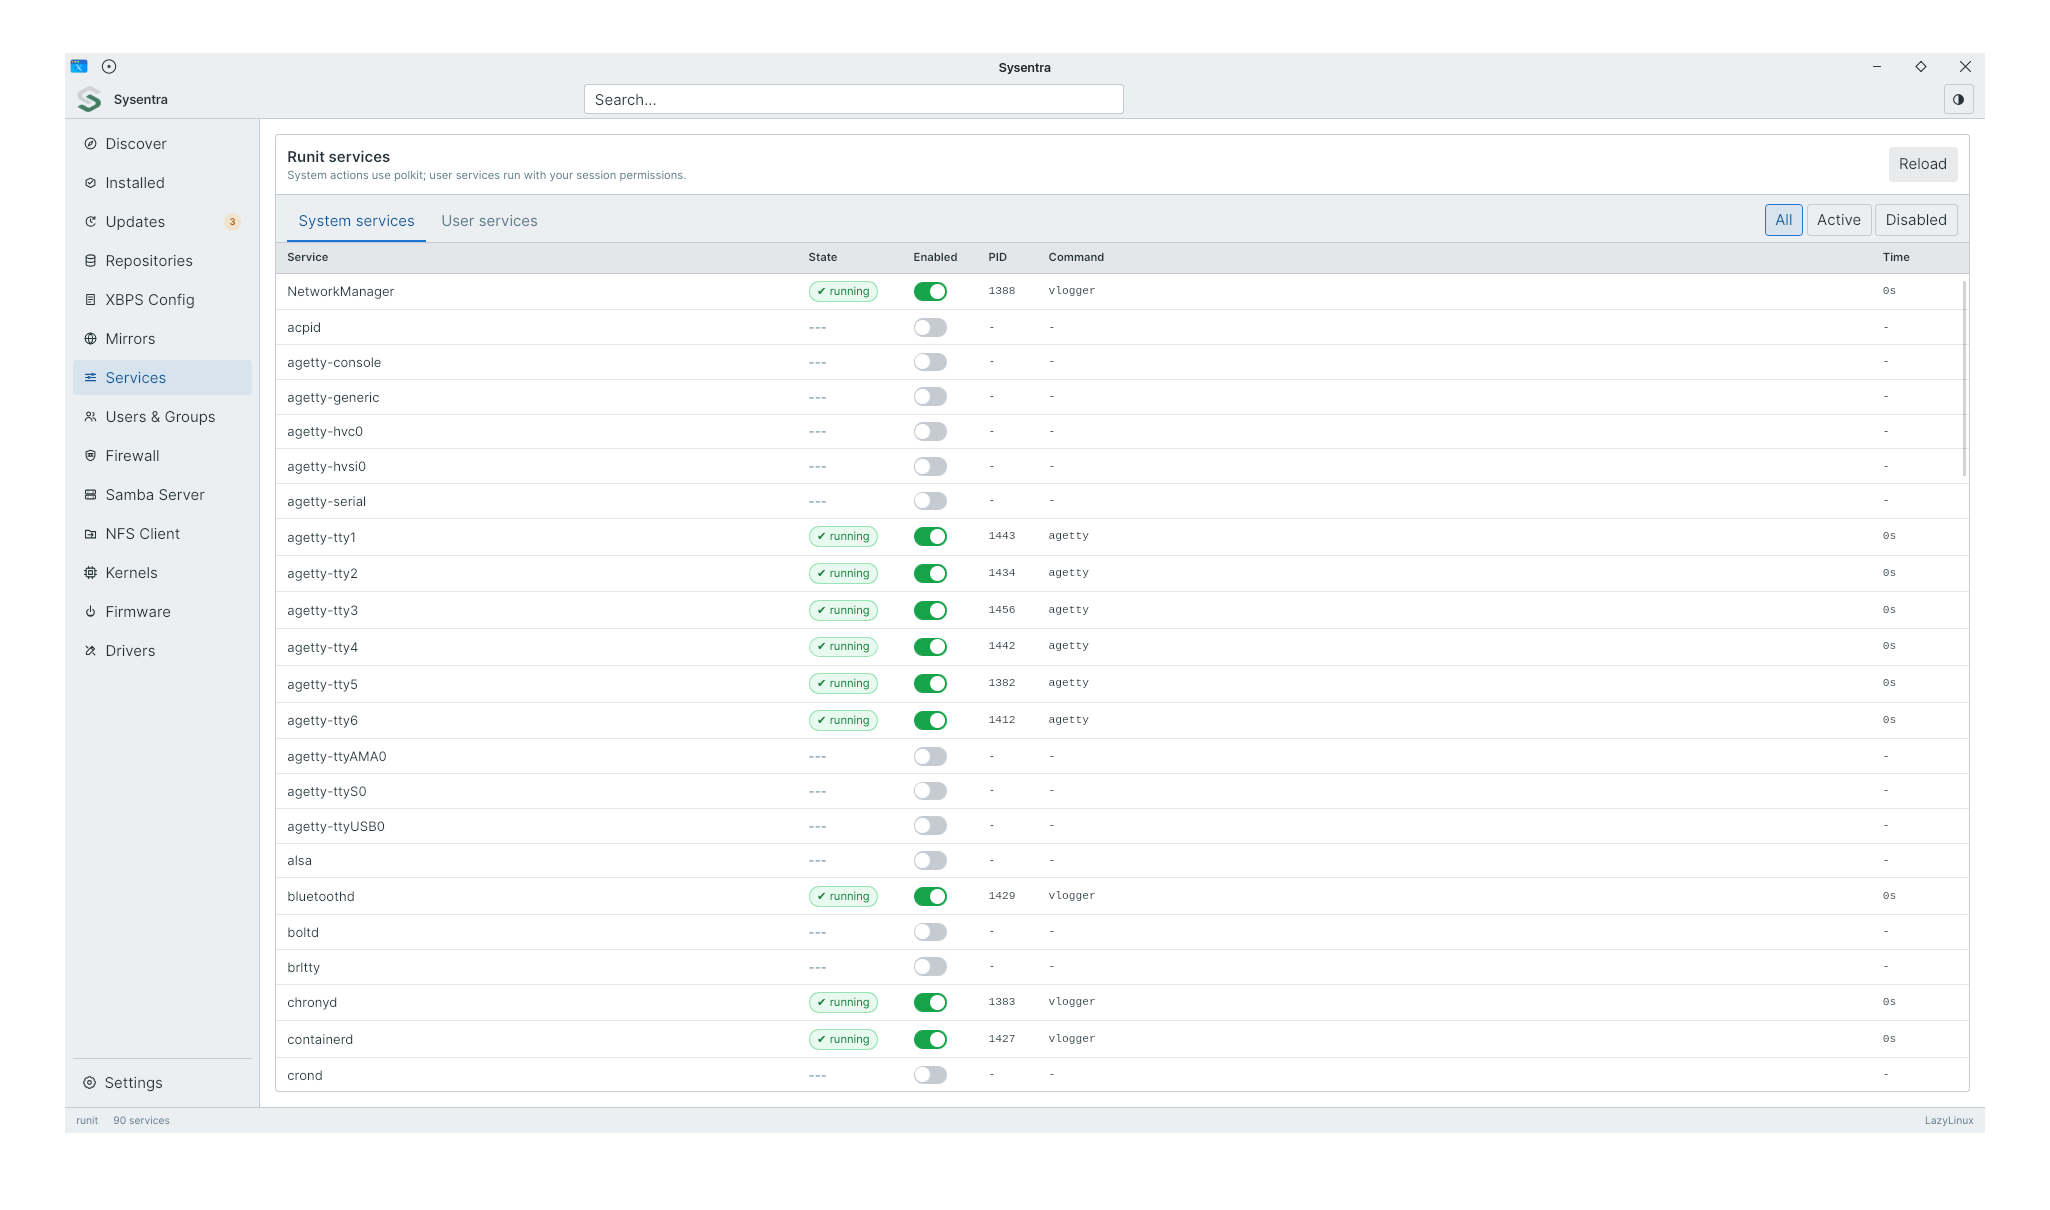 Sysentra
Sysentra
Search...
Discover
Installed
Updates 3
Repositories
XBPS Config
Mirrors
Services
Users & Groups
Firewall
Samba Server
NFS Client
Kernels
Firmware
Drivers
Settings
Runit services
System actions use polkit; user services run with your session permissions.
Reload
System services User services All Active Disabled
Service State Enabled PID Command Time
NetworkManager ✔ running 1388 vlogger 0s
acpid --- - - -
agetty-console --- - - -
agetty-generic --- - - -
agetty-hvc0 --- - - -
agetty-hvsi0 --- - - -
agetty-serial --- - - -
agetty-tty1 ✔ running 1443 agetty 0s
agetty-tty2 ✔ running 1434 agetty 0s
agetty-tty3 ✔ running 1456 agetty 0s
agetty-tty4 ✔ running 1442 agetty 0s
agetty-tty5 ✔ running 1382 agetty 0s
agetty-tty6 ✔ running 1412 agetty 0s
agetty-ttyAMA0 --- - - -
agetty-ttyS0 --- - - -
agetty-ttyUSB0 --- - - -
alsa --- - - -
bluetoothd ✔ running 1429 vlogger 0s
boltd --- - - -
brltty --- - - -
chronyd ✔ running 1383 vlogger 0s
containerd ✔ running 1427 vlogger 0s
crond --- - - -
runit 90 services LazyLinux